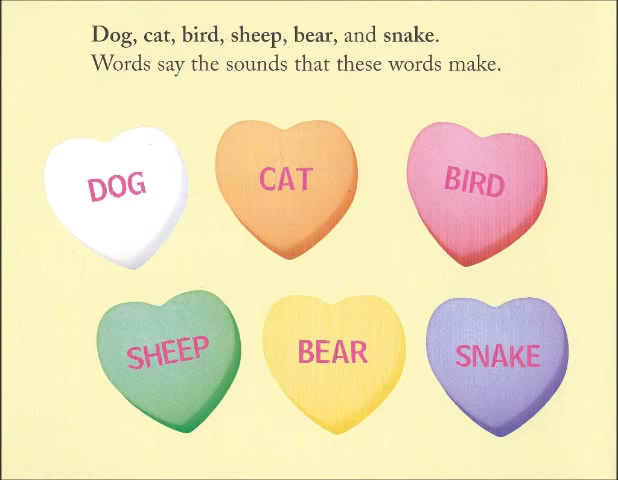 Dog, cat, bird, sheep, bear, and snake.
Words say the sounds that these words make.
DOG
CAT
BIRD
SHEEP
BEAR
SNAKE